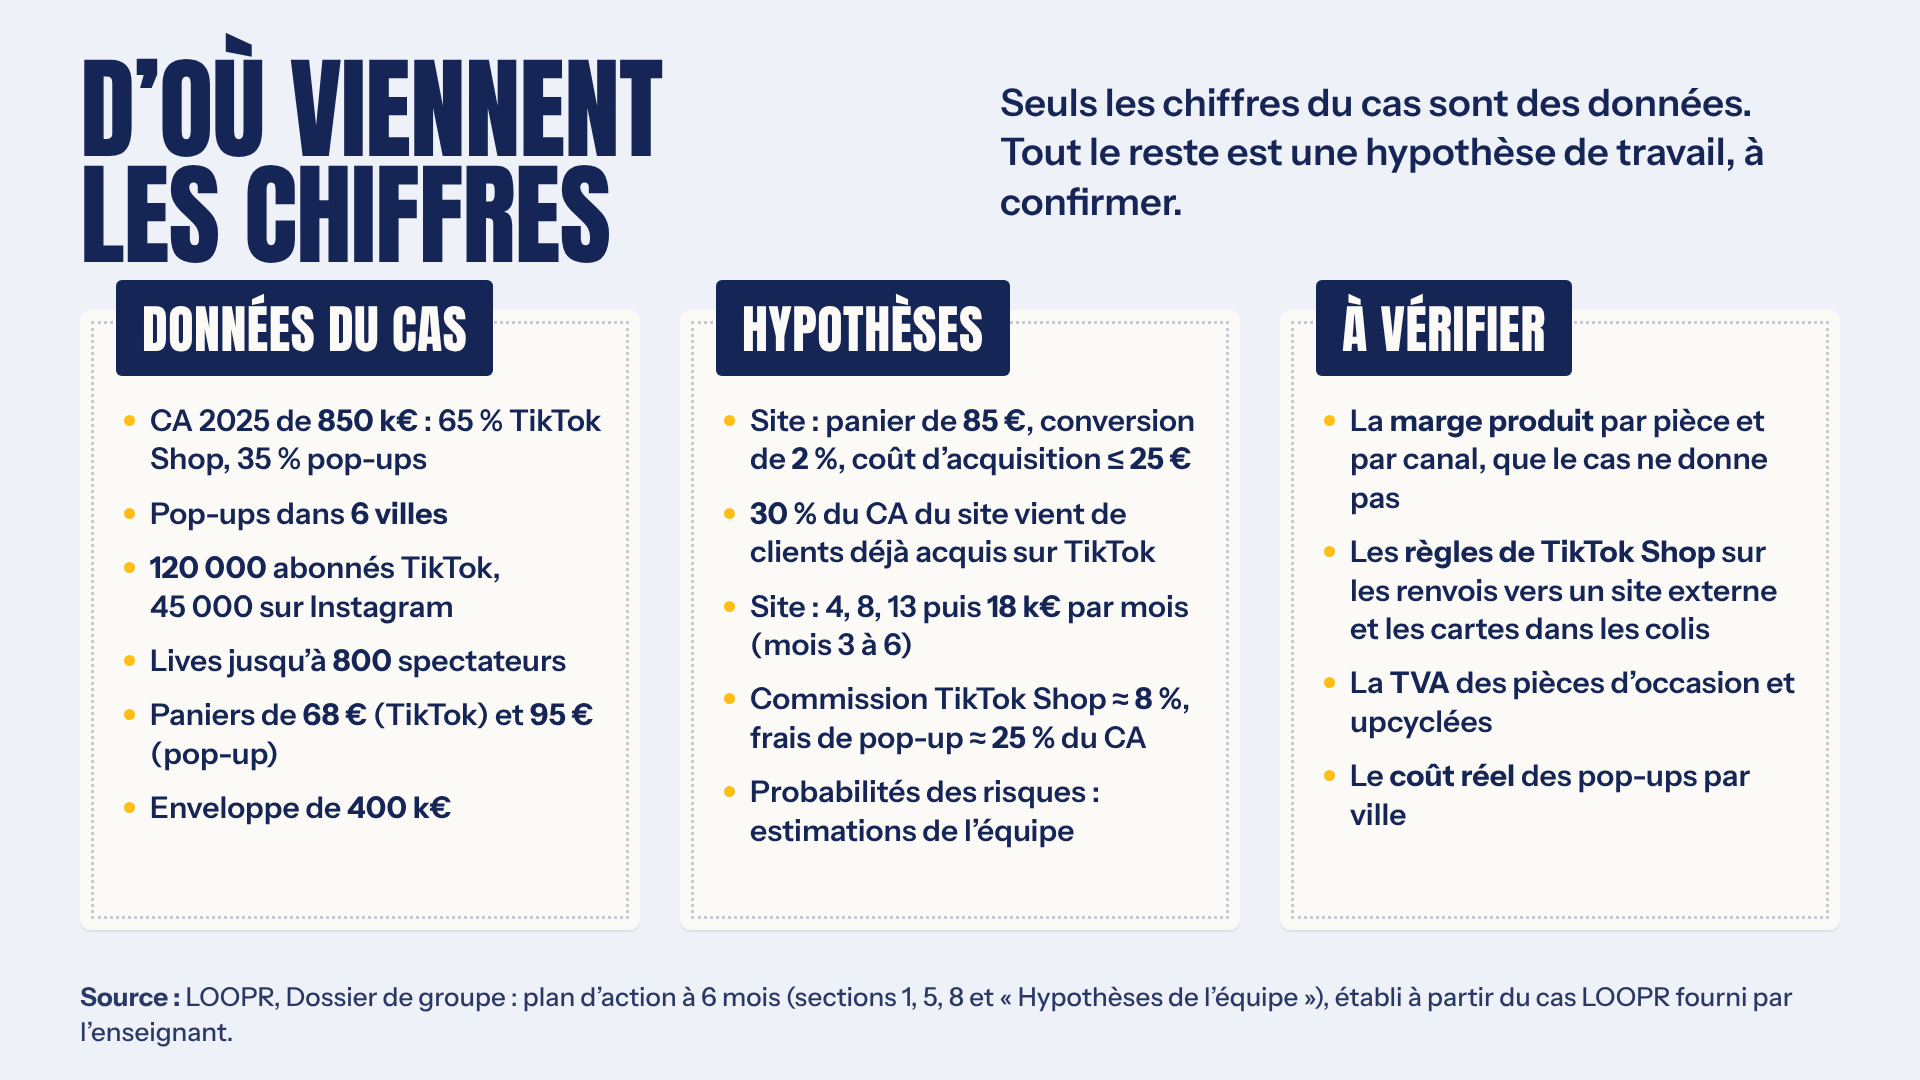 D’OÙ VIENNENT
LES CHIFFRES
Seuls les chiffres du cas sont des données.
Tout le reste est une hypothèse de travail, à
confirmer.
DONNÉES DU CAS
CA 2025 de 850 k€ : 65 % TikTok
Shop, 35 % pop-ups
Pop-ups dans 6 villes
120 000 abonnés TikTok,
45 000 sur Instagram
Lives jusqu’à 800 spectateurs
Paniers de 68 € (TikTok) et 95 €
(pop-up)
Enveloppe de 400 k€
HYPOTHÈSES
Site : panier de 85 €, conversion
de 2 %, coût d’acquisition ≤ 25 €
30 % du CA du site vient de
clients déjà acquis sur TikTok
Site : 4, 8, 13 puis 18 k€ par mois
(mois 3 à 6)
Commission TikTok Shop ≈ 8 %,
frais de pop-up ≈ 25 % du CA
Probabilités des risques :
estimations de l’équipe
À VÉRIFIER
La marge produit par pièce et
par canal, que le cas ne donne
pas
Les règles de TikTok Shop sur
les renvois vers un site externe
et les cartes dans les colis
La TVA des pièces d’occasion et
upcyclées
Le coût réel des pop-ups par
ville
Source : LOOPR, Dossier de groupe : plan d’action à 6 mois (sections 1, 5, 8 et « Hypothèses de l’équipe »), établi à partir du cas LOOPR fourni par
l’enseignant.